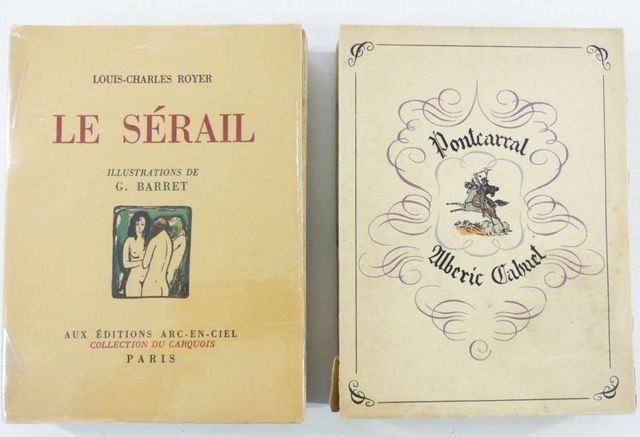 LOUIS-CHARLES ROYER
LE SÉRAIL
ILLUSTRATIONS DE
G. BARRET
AUX ÉDITIONS ARC-EN-CIEL
COLLECTION DU CARQUOIS
PARIS
Pontcarral
Alberic Cahuet